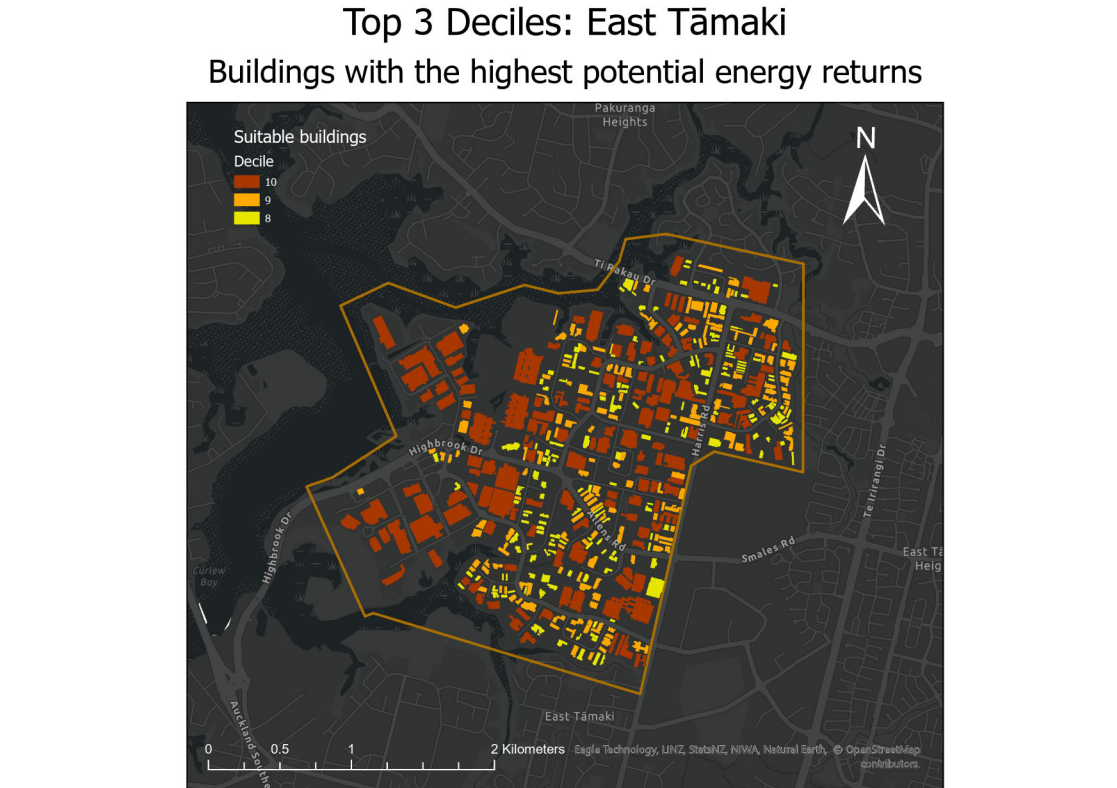 Top 3 Deciles: East Tāmaki
Buildings with the highest potential energy returns
Pakuranga
Heights
Suitable buildings
Decile
10
9
8
N
Ti Rakau Dr
Harris Rd
Highbrook Dr
Te Irirangi Dr
Allens Rd
Highbrook Dr
Smales Rd
East Tā
Heig
Curlew
Bay
East Tāmaki
Auckland Southe
0
0.5
1
2 Kilometers
Eagle Technology, LINZ, StatsNZ, NIWA, Natural Earth, © OpenStreetMap
contributors.